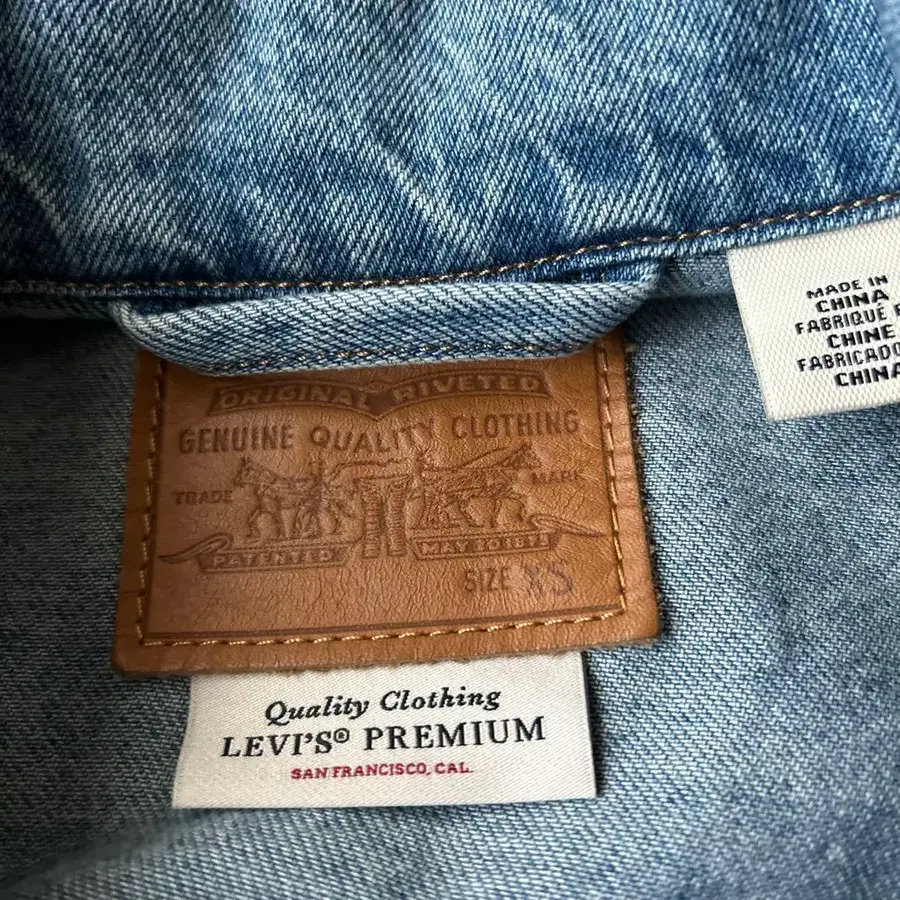 ORIGINAL RIVETED
GENUINE QUALITY CLOTHING
TRADE MARK
PATENTED MAY 20 1873
SIZE XS
Quality Clothing
LEVI'S® PREMIUM
SAN FRANCISCO, CAL.
MADE IN
CHINA
FABRIQUÉ
CHINE
FABRICADO
CHINA